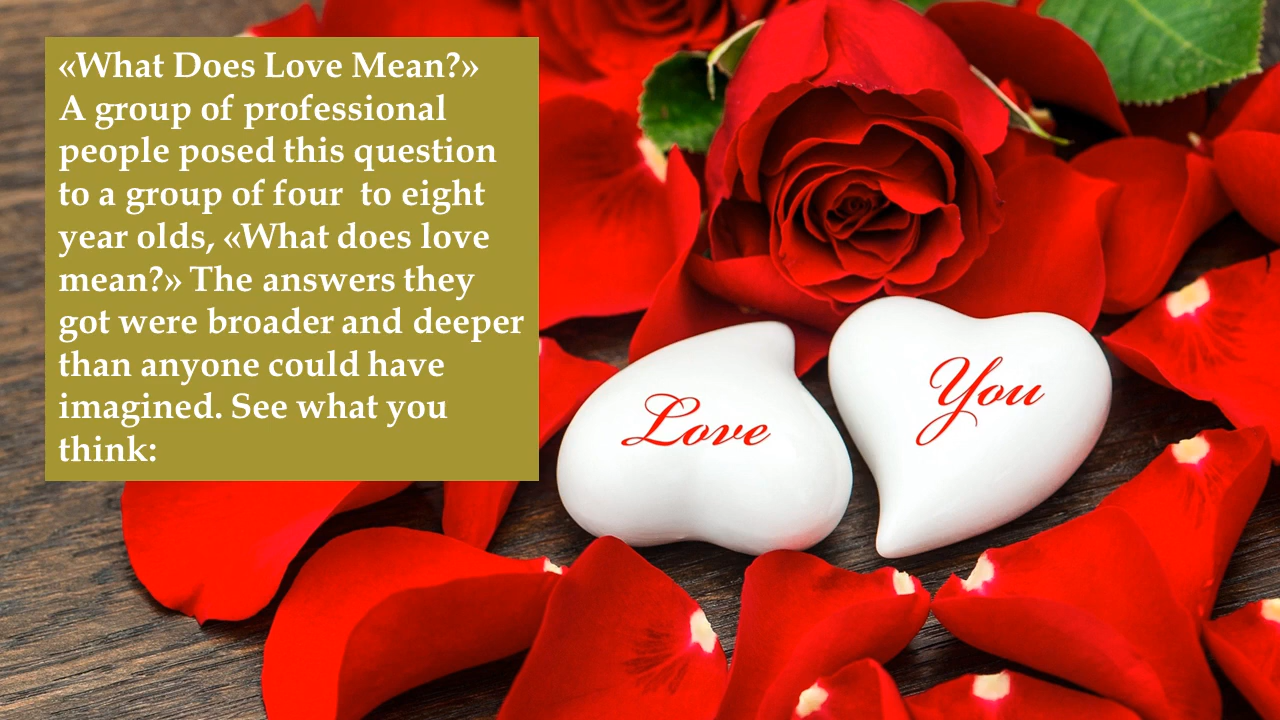 «What Does Love Mean?»
A group of professional
people posed this question
to a group of four  to eight
year olds, «What does love
mean?» The answers they
got were broader and deeper
than anyone could have
imagined. See what you
think:
Love
You